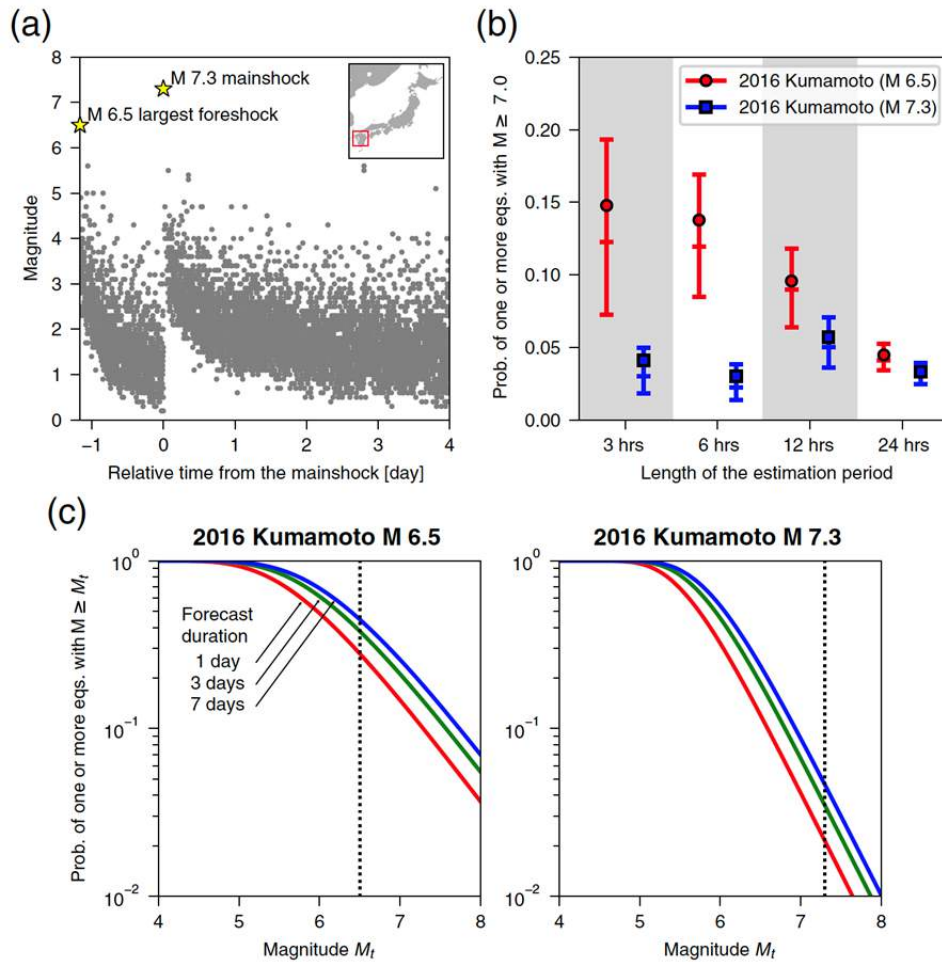 (a)
8
7
6
5
4
3
2
1
0
Magnitude
M 7.3 mainshock
M 6.5 largest foreshock
−1
0
1
2
3
4
Relative time from the mainshock [day]
(b)
0.25
0.20
0.15
0.10
0.05
0.00
Prob. of one or more eqs. with M ≥ 7.0
2016 Kumamoto (M 6.5)
2016 Kumamoto (M 7.3)
3 hrs
6 hrs
12 hrs
24 hrs
Length of the estimation period
(c)
2016 Kumamoto M 6.5
10⁰
10⁻¹
10⁻²
Prob. of one or more eqs. with M ≥ Mₜ
Forecast
duration
1 day
3 days
7 days
4
5
6
7
8
Magnitude Mₜ
2016 Kumamoto M 7.3
10⁰
10⁻¹
10⁻²
4
5
6
7
8
Magnitude Mₜ